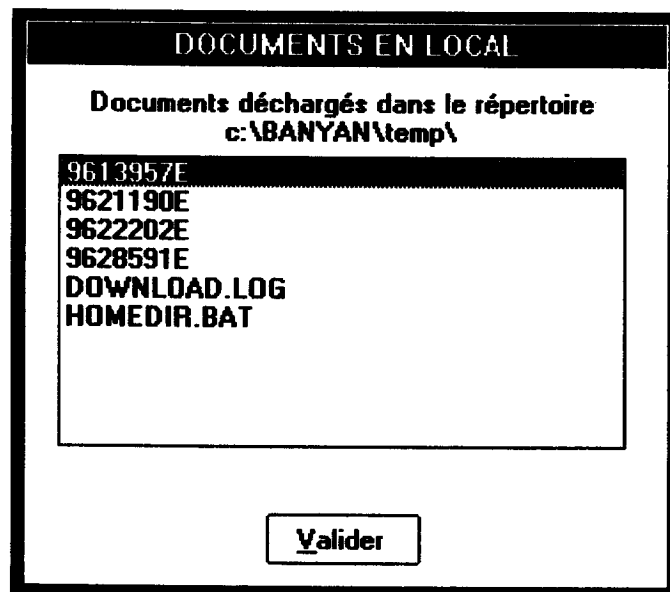 DOCUMENTS EN LOCAL
Documents déchargés dans le répertoire
c:\BANYAN\temp\
9613957E
9621190E
9622202E
9628591E
DOWNLOAD.LOG
HOMEDIR.BAT
Valider